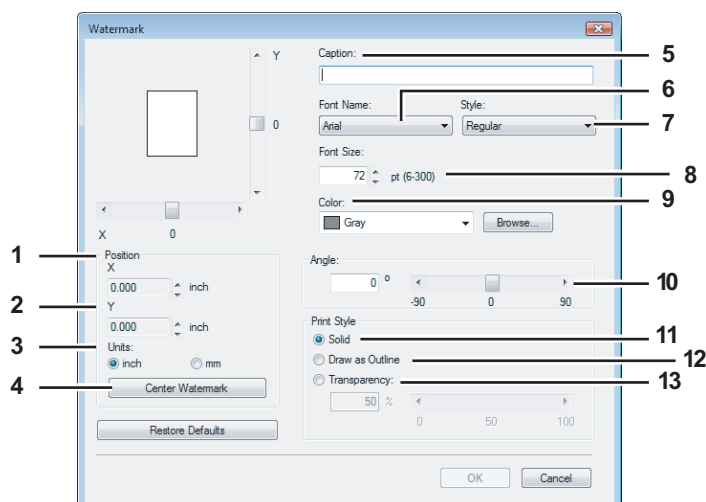 Watermark
Y
Caption: 5
6
Font Name: Style:
Arial Regular 7
0
Font Size:
72 pt (6-300) 8
Color: 9
Gray Browse...
X 0
1 Position
X
Angle:
0.000 inch
0 ° 10
-90 0 90
2 Y
0.000 inch
Print Style
3 Units:
Solid 11
inch mm
Draw as Outline 12
4 Center Watermark
Transparency: 13
50 %
0 50 100
Restore Defaults
OK Cancel